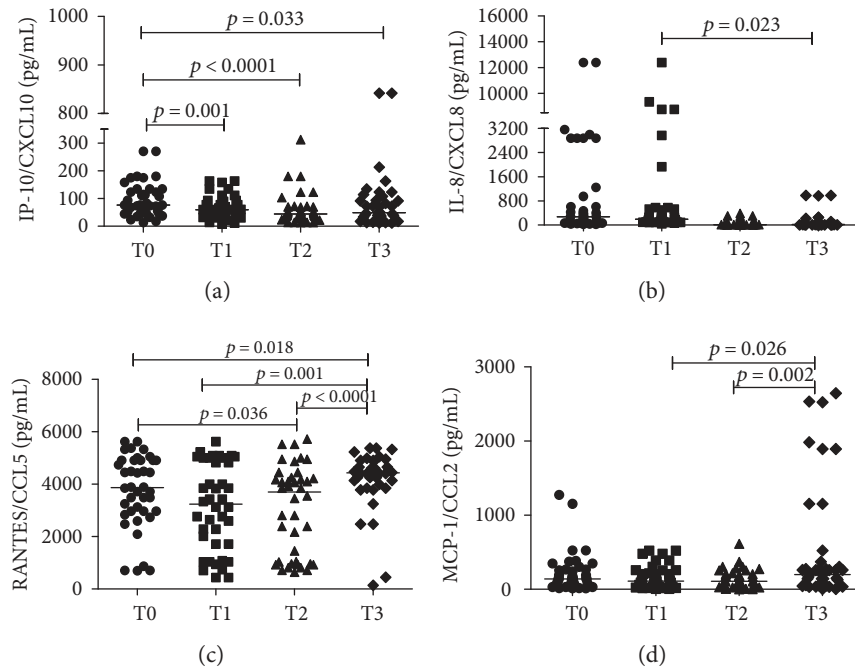 IP-10/CXCL10 (pg/mL)
1000
900
800
300
200
100
0
p = 0.033
p < 0.0001
p = 0.001
T0 T1 T2 T3
(a)
IL-8/CXCL8 (pg/mL)
16000
14000
12000
10000
3200
2400
1600
800
0
p = 0.023
T0 T1 T2 T3
(b)
RANTES/CCL5 (pg/mL)
8000
6000
4000
2000
0
p = 0.018
p = 0.001
p < 0.0001
p = 0.036
T0 T1 T2 T3
(c)
MCP-1/CCL2 (pg/mL)
3000
2000
1000
0
p = 0.026
p = 0.002
T0 T1 T2 T3
(d)